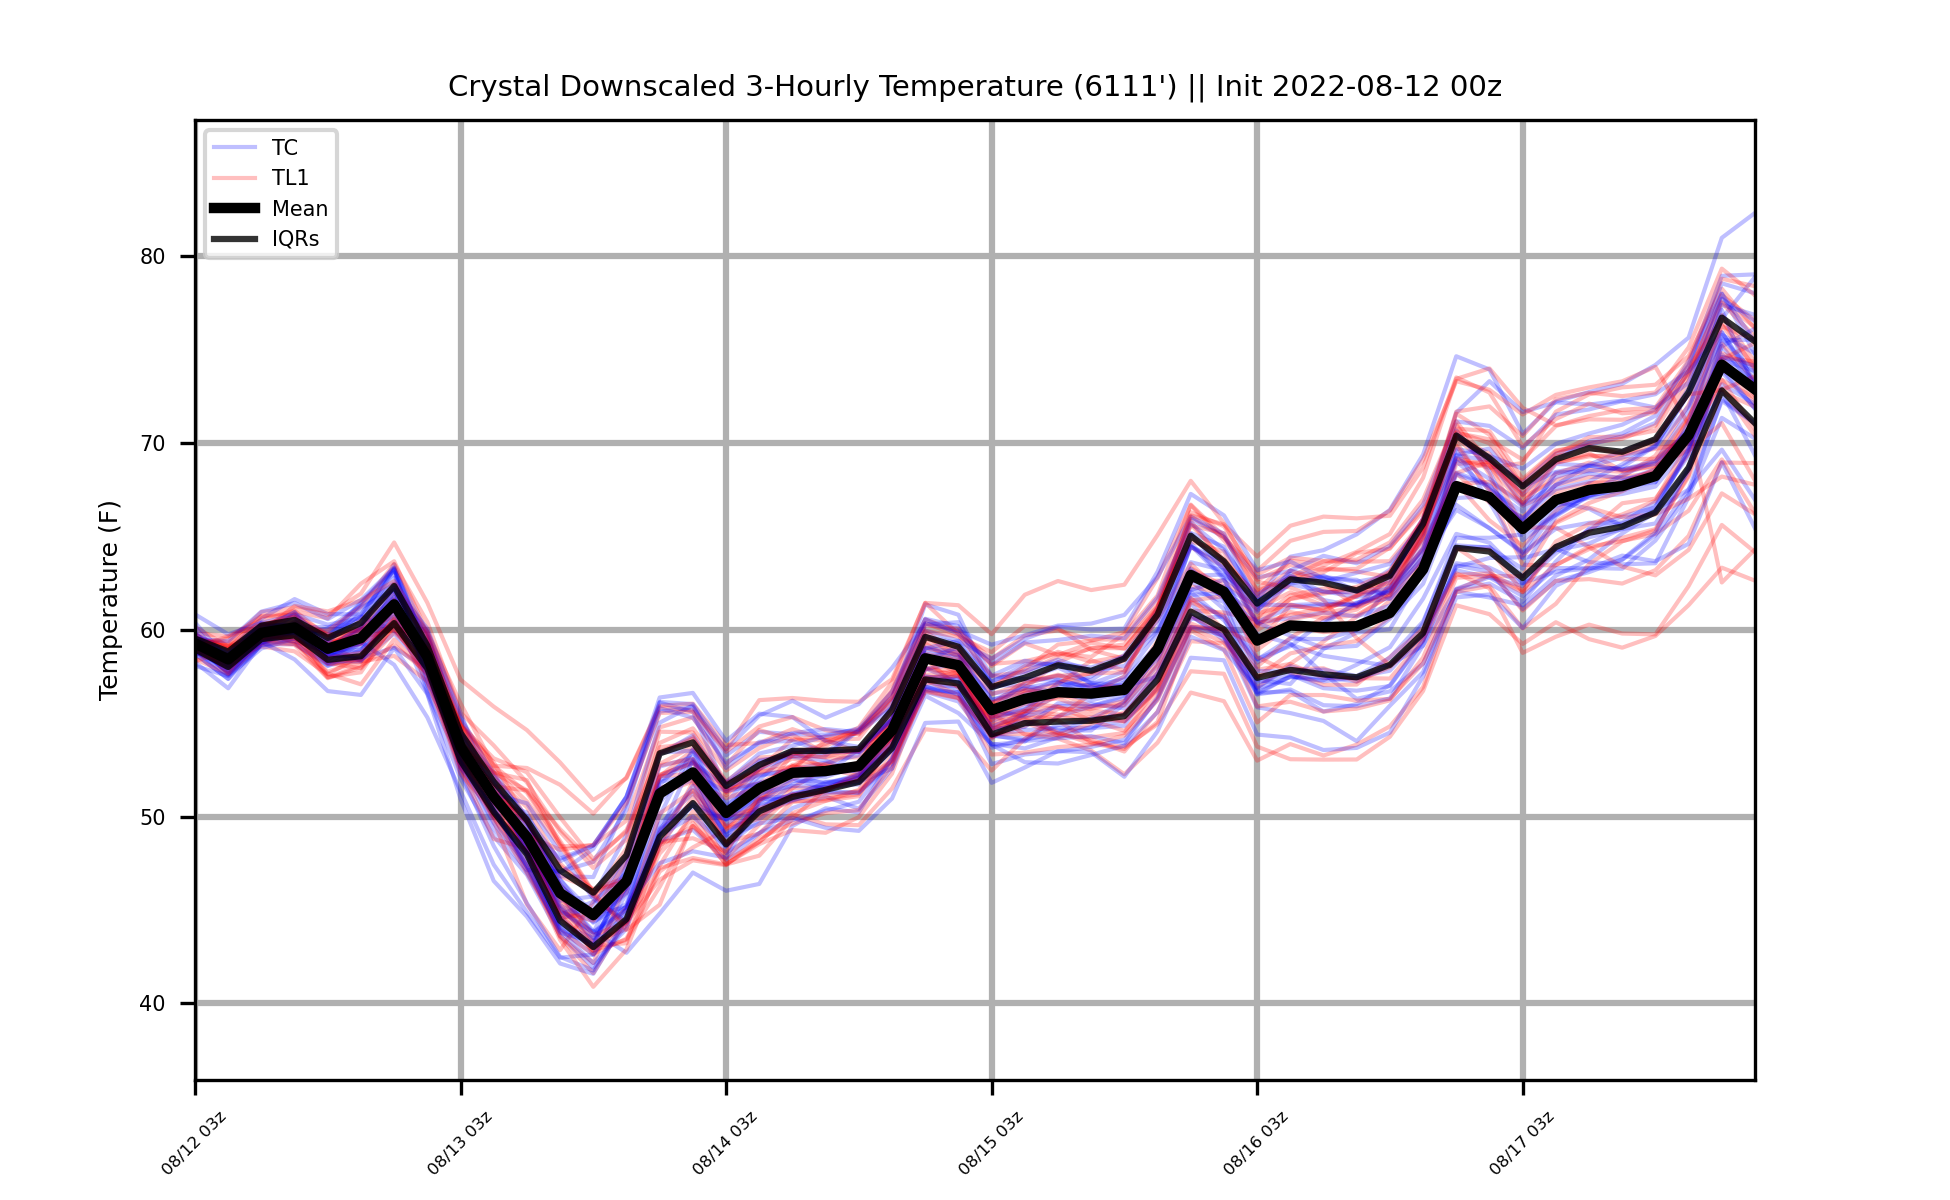 Crystal Downscaled 3-Hourly Temperature (6111') || Init 2022-08-12 00z
TC
TL1
Mean
IQRs
Temperature (F)
80
70
60
50
40
08/12 03z
08/13 03z
08/14 03z
08/15 03z
08/16 03z
08/17 03z